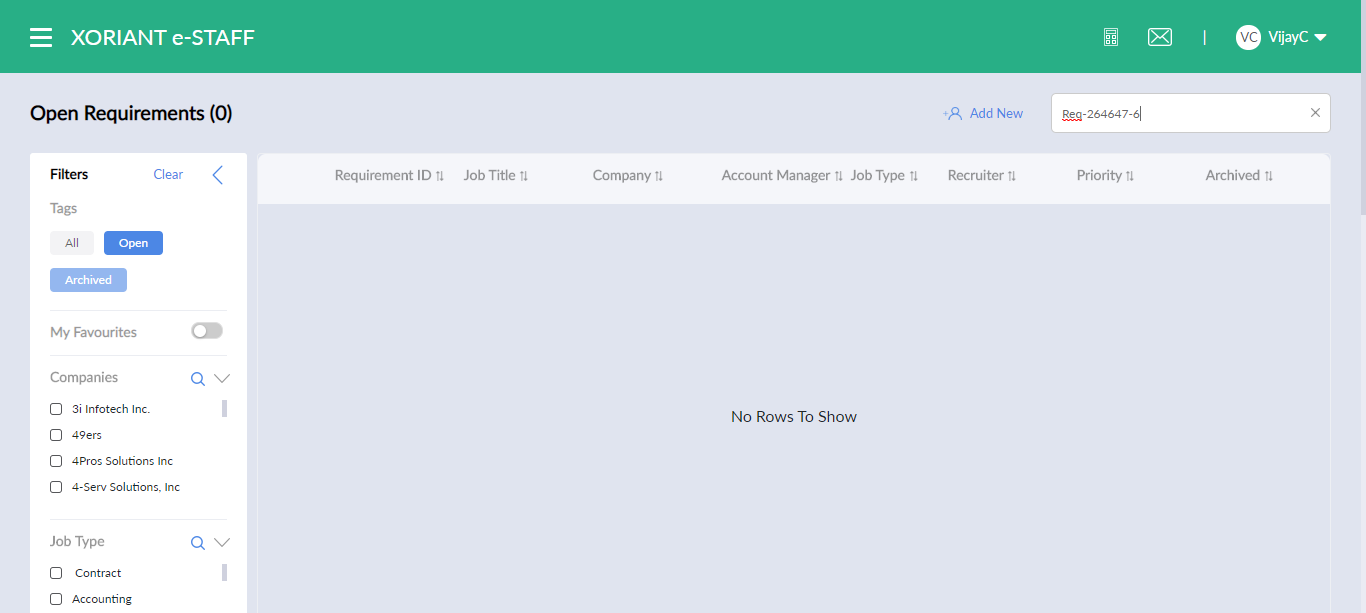 XORIANT e-STAFF
|
VC VijayC
Open Requirements (0)
Add New
Req-264647-6
Filters
Clear
Tags
All
Open
Archived
My Favourites
Companies
3i Infotech Inc.
49ers
4Pros Solutions Inc
4-Serv Solutions, Inc
Job Type
Contract
Accounting
Requirement ID Job Title Company Account Manager Job Type Recruiter Priority Archived
No Rows To Show